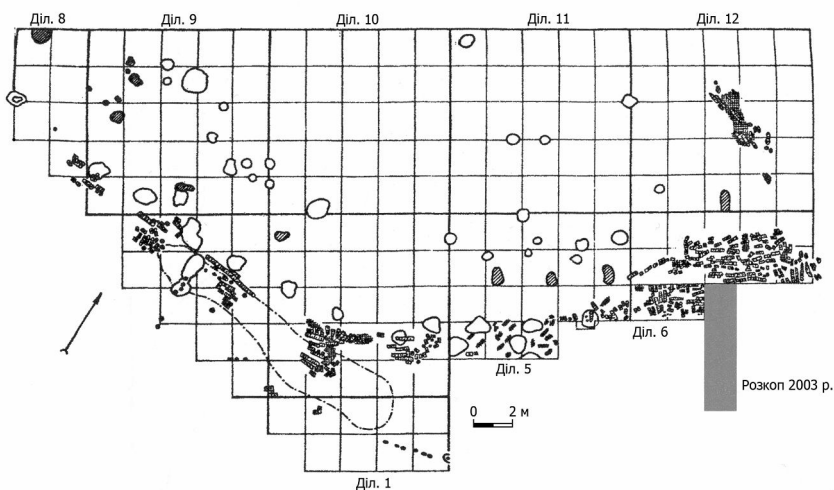 Діл. 8 Діл. 9 Діл. 10 Діл. 11 Діл. 12
Діл. 6
Діл. 5
Розкоп 2003 р.
0 2 м
Діл. 1